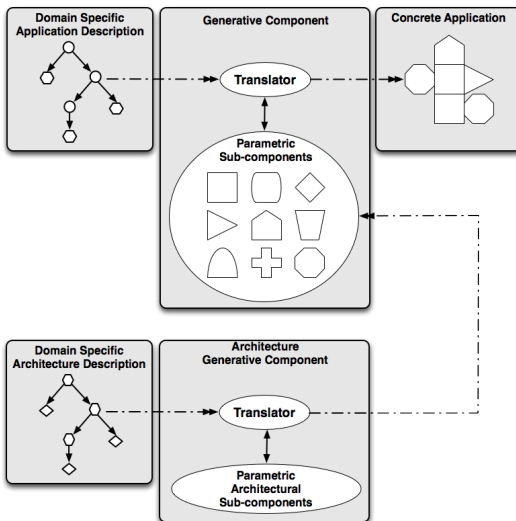 Domain Specific
Application Description
Generative Component
Concrete Application
Translator
Parametric
Sub-components
Domain Specific
Architecture Description
Architecture
Generative Component
Translator
Parametric
Architectural
Sub-components